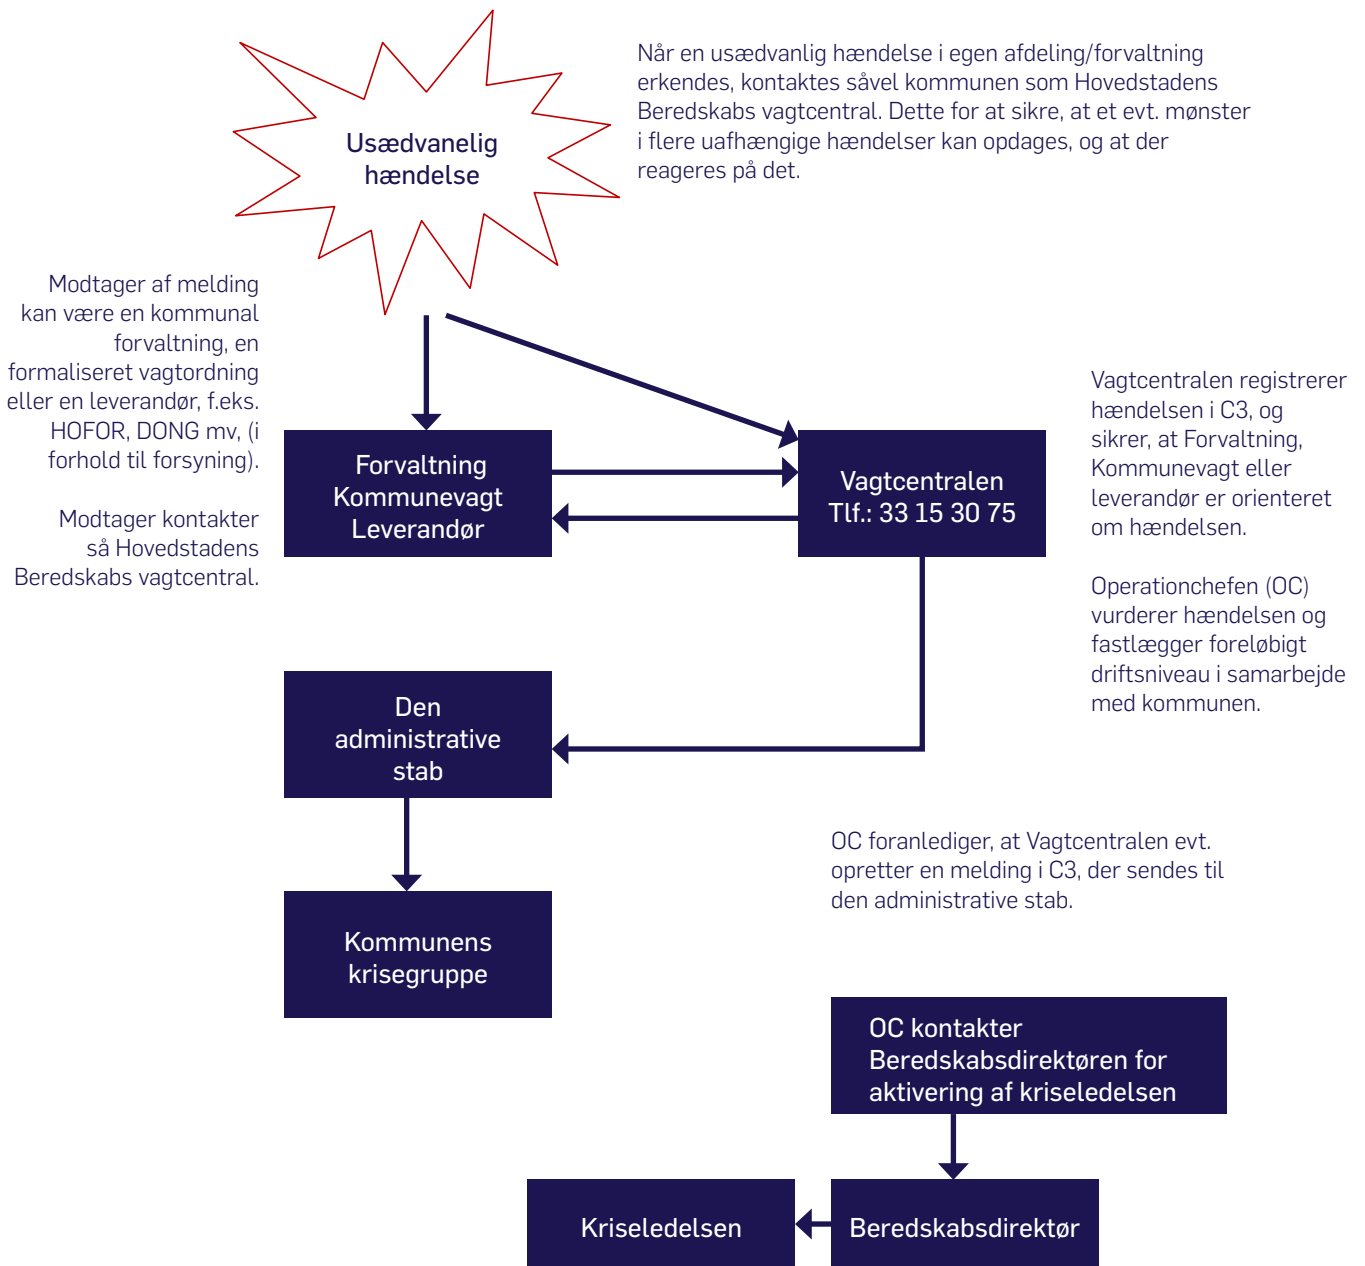 Når en usædvanlig hændelse i egen afdeling/forvaltning
erkendes, kontaktes såvel kommunen som Hovedstadens
Beredskabs vagtcentral. Dette for at sikre, at et evt. mønster
i flere uafhængige hændelser kan opdages, og at der
reageres på det.
Usædvanelig
hændelse
Modtager af melding
kan være en kommunal
forvaltning, en
formaliseret vagtordning
eller en leverandør, f.eks.
HOFOR, DONG mv, (i
forhold til forsyning).
Modtager kontakter
så Hovedstadens
Beredskabs vagtcentral.
Forvaltning
Kommunevagt
Leverandør
Vagtcentralen
Tlf.: 33 15 30 75
Vagtcentralen registrerer
hændelsen i C3, og
sikrer, at Forvaltning,
Kommunevagt eller
leverandør er orienteret
om hændelsen.
Operationchefen (OC)
vurderer hændelsen og
fastlægger foreløbigt
driftsniveau i samarbejde
med kommunen.
Den
administrative
stab
OC foranlediger, at Vagtcentralen evt.
opretter en melding i C3, der sendes til
den administrative stab.
Kommunens
krisegruppe
OC kontakter
Beredskabsdirektøren for
aktivering af kriseledelsen
Kriseledelsen
Beredskabsdirektør